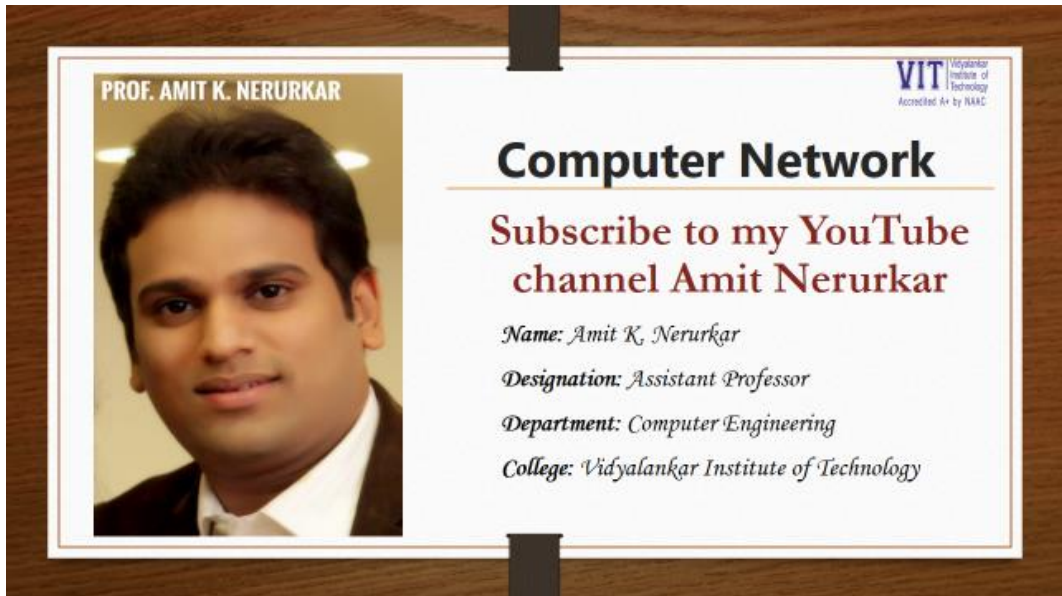 PROF. AMIT K. NERURKAR
VIT
Vidyalankar
Institute of
Technology
Accredited A+ by NAAC
Computer Network
Subscribe to my YouTube
channel Amit Nerurkar
Name: Amit K. Nerurkar
Designation: Assistant Professor
Department: Computer Engineering
College: Vidyalankar Institute of Technology